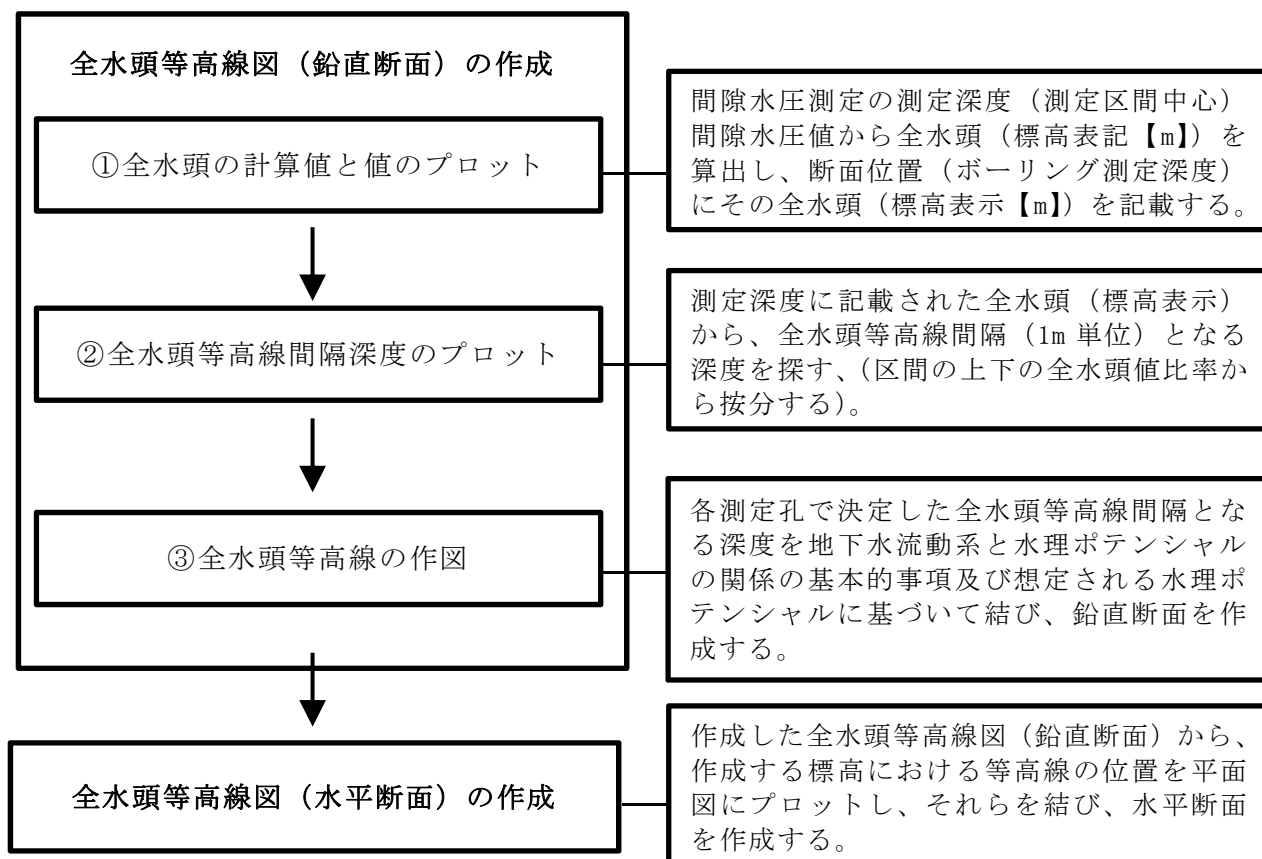 全水頭等高線図（鉛直断面）の作成
①全水頭の計算値と値のプロット
間隙水圧測定の測定深度（測定区間中心）
間隙水圧値から全水頭（標高表記【m】）を
算出し、断面位置（ボーリング測定深度）
にその全水頭（標高表示【m】）を記載する。
②全水頭等高線間隔深度のプロット
測定深度に記載された全水頭（標高表示）
から、全水頭等高線間隔（1m 単位）となる
深度を探す、（区間の上下の全水頭値比率か
ら按分する）。
③全水頭等高線の作図
各測定孔で決定した全水頭等高線間隔とな
る深度を地下水流動系と水理ポテンシャル
の関係の基本的事項及び想定される水理ポ
テンシャルに基づいて結び、鉛直断面を作
成する。
全水頭等高線図（水平断面）の作成
作成した全水頭等高線図（鉛直断面）から、
作成する標高における等高線の位置を平面
図にプロットし、それらを結び、水平断面
を作成する。